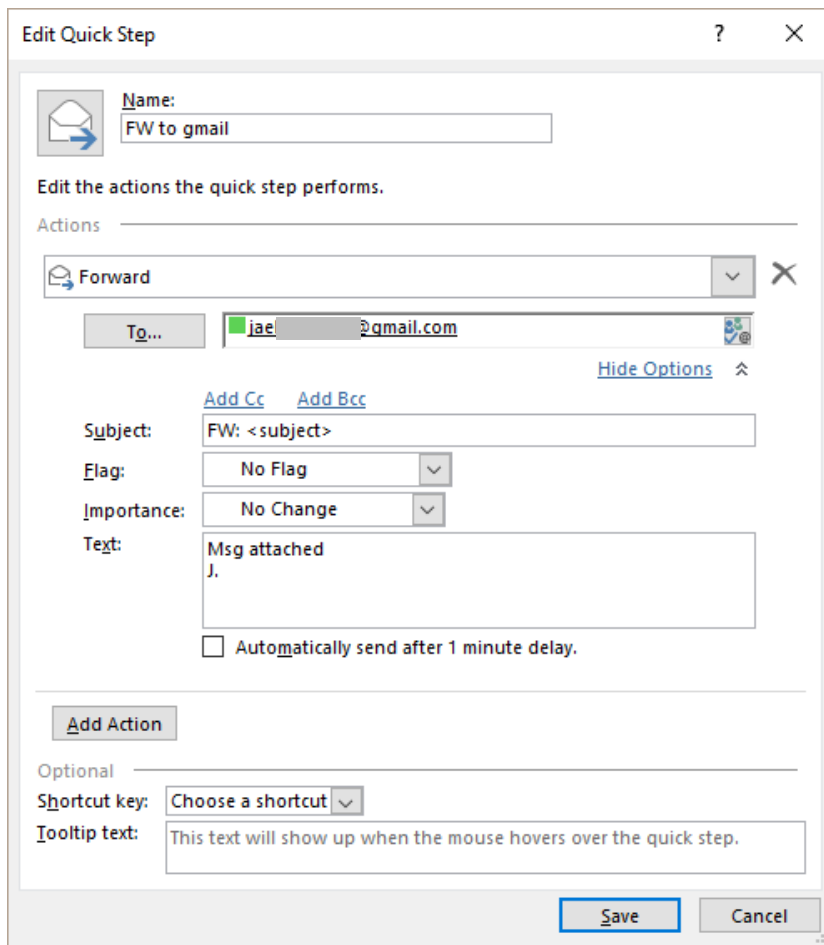 Edit Quick Step
?
Name:
FW to gmail
Edit the actions the quick step performs.
Actions
Forward
To...
jae @gmail.com
Hide Options
Add Cc Add Bcc
Subject: FW: <subject>
Flag: No Flag
Importance: No Change
Text: Msg attached
J.
Automatically send after 1 minute delay.
Add Action
Optional
Shortcut key: Choose a shortcut
Tooltip text: This text will show up when the mouse hovers over the quick step.
Save Cancel